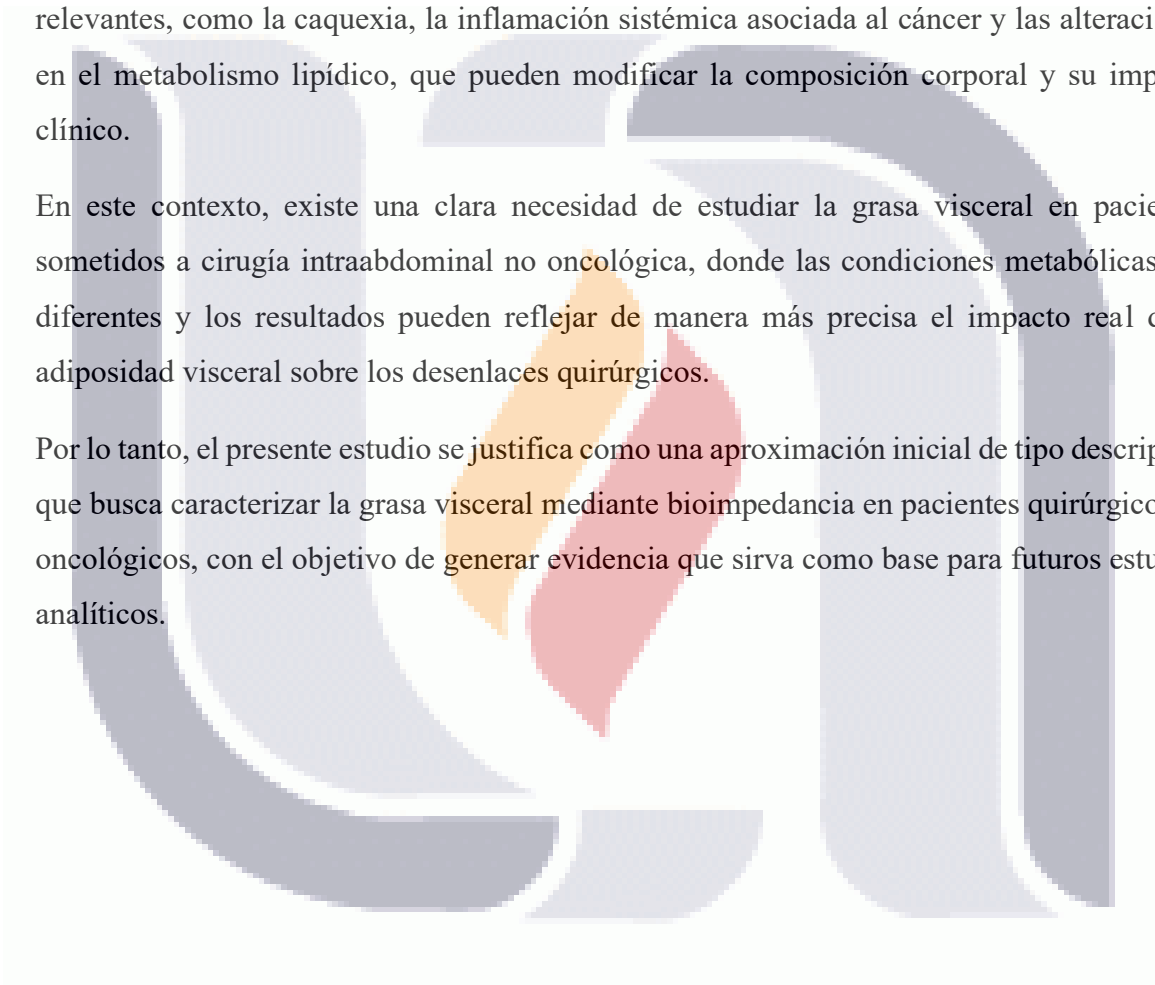 relevantes, como la caquexia, la inflamación sistémica asociada al cáncer y las alteraci
en el metabolismo lipídico, que pueden modificar la composición corporal y su imp
clínico.
En este contexto, existe una clara necesidad de estudiar la grasa visceral en pacie
sometidos a cirugía intraabdominal no oncológica, donde las condiciones metabólicas
diferentes y los resultados pueden reflejar de manera más precisa el impacto real d
adiposidad visceral sobre los desenlaces quirúrgicos.
Por lo tanto, el presente estudio se justifica como una aproximación inicial de tipo descrip
que busca caracterizar la grasa visceral mediante bioimpedancia en pacientes quirúrgico
oncológicos, con el objetivo de generar evidencia que sirva como base para futuros estu
analíticos.